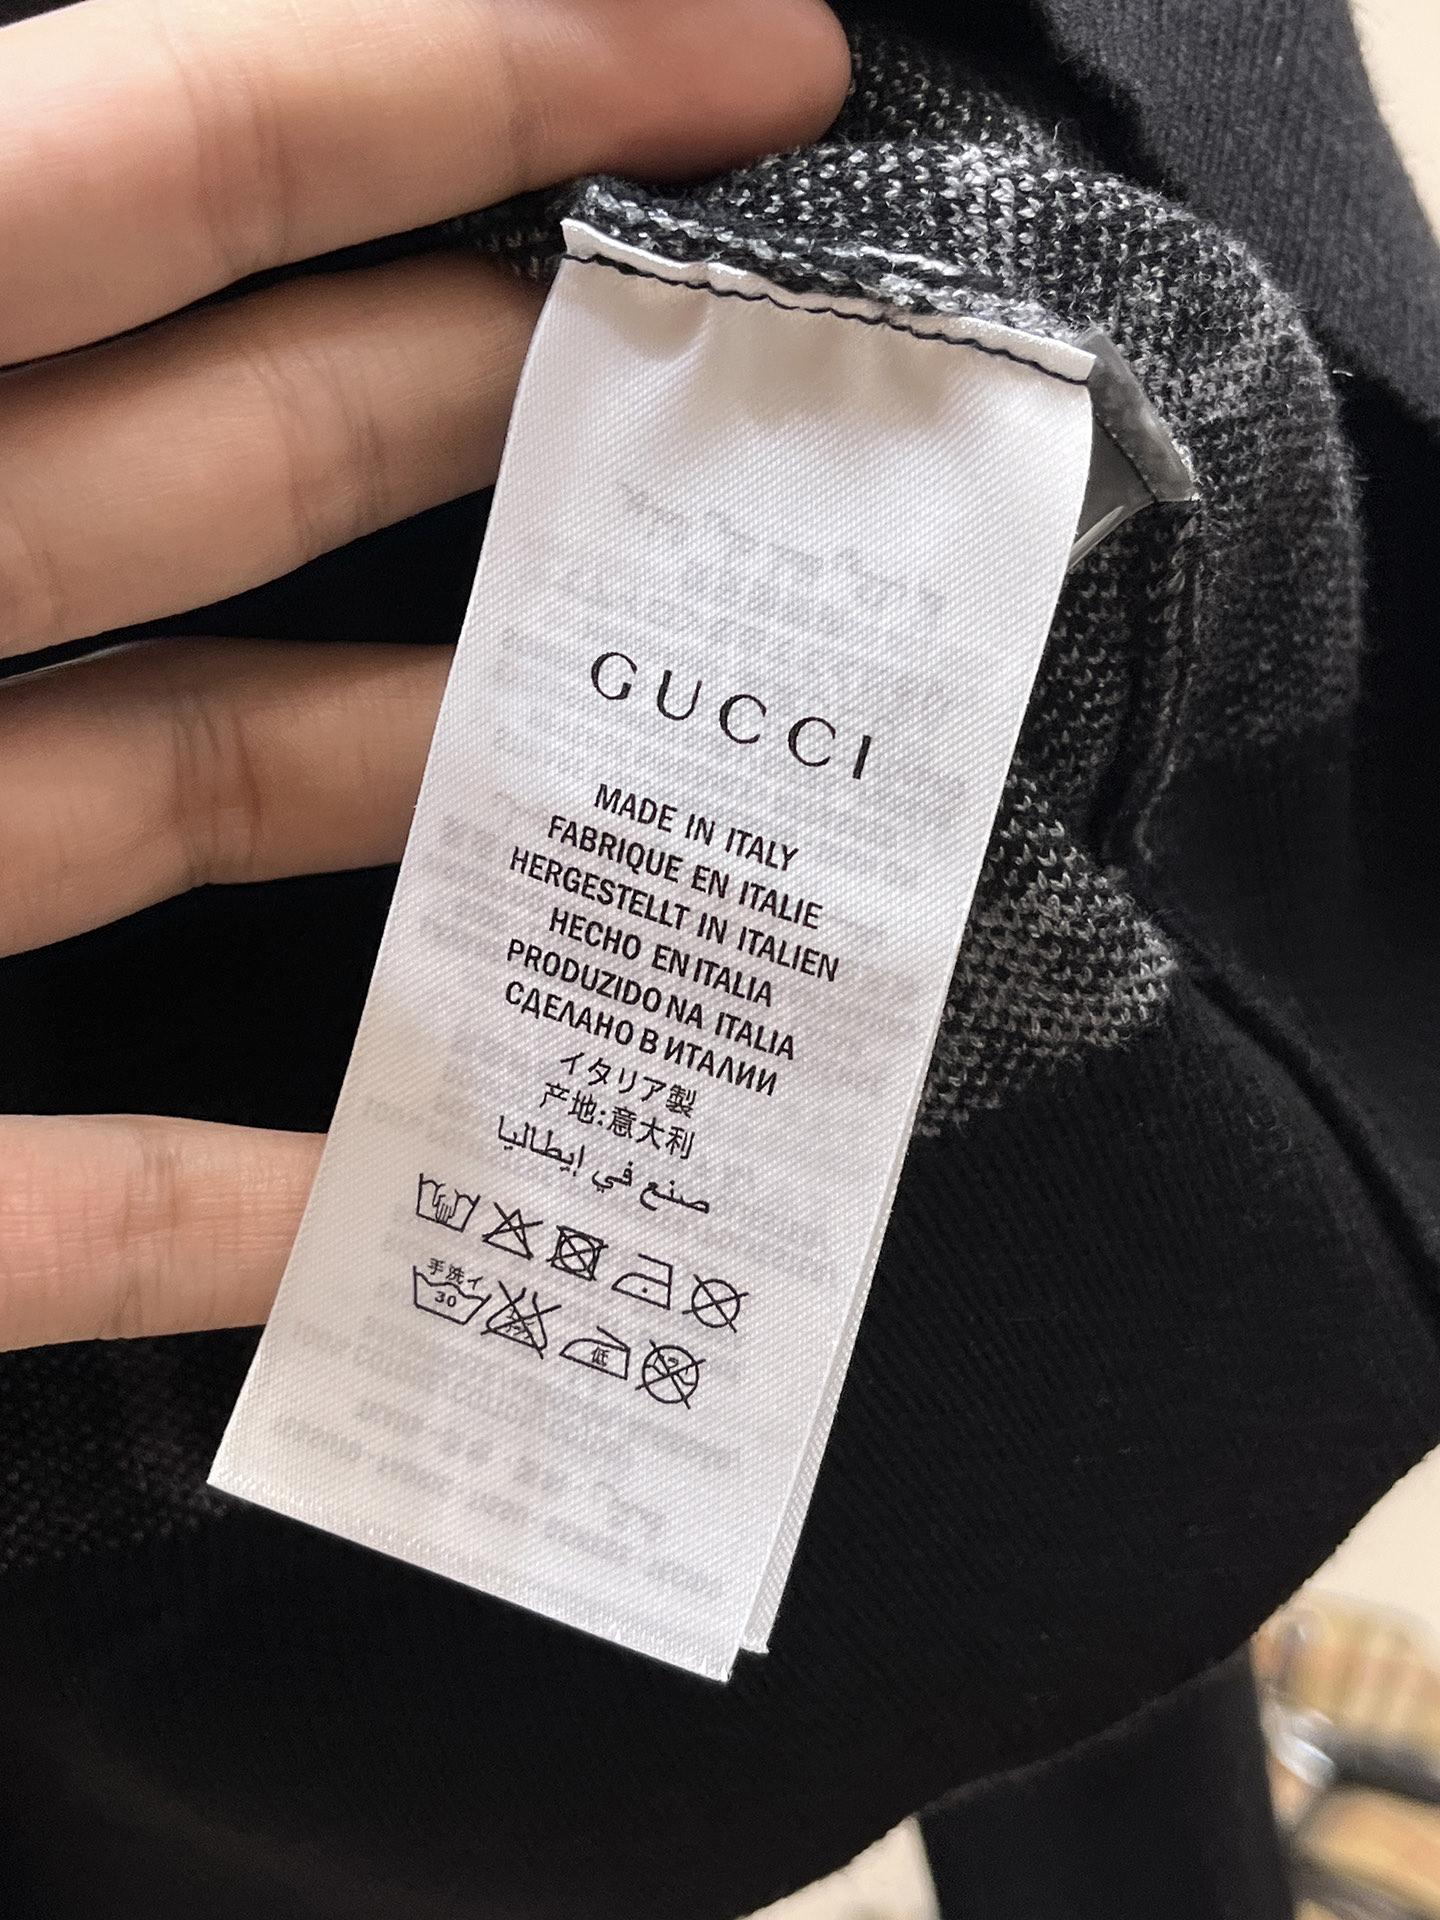 GUCCI
MADE IN ITALY
FABRIQUE EN ITALIE
HERGESTELLT IN ITALIEN
HECHO EN ITALIA
PRODUZIDO NA ITALIA
СДЕЛАНО В ИТАЛИИ
イタリア製
产地:意大利
صنع في إيطاليا
手洗イ
30
低